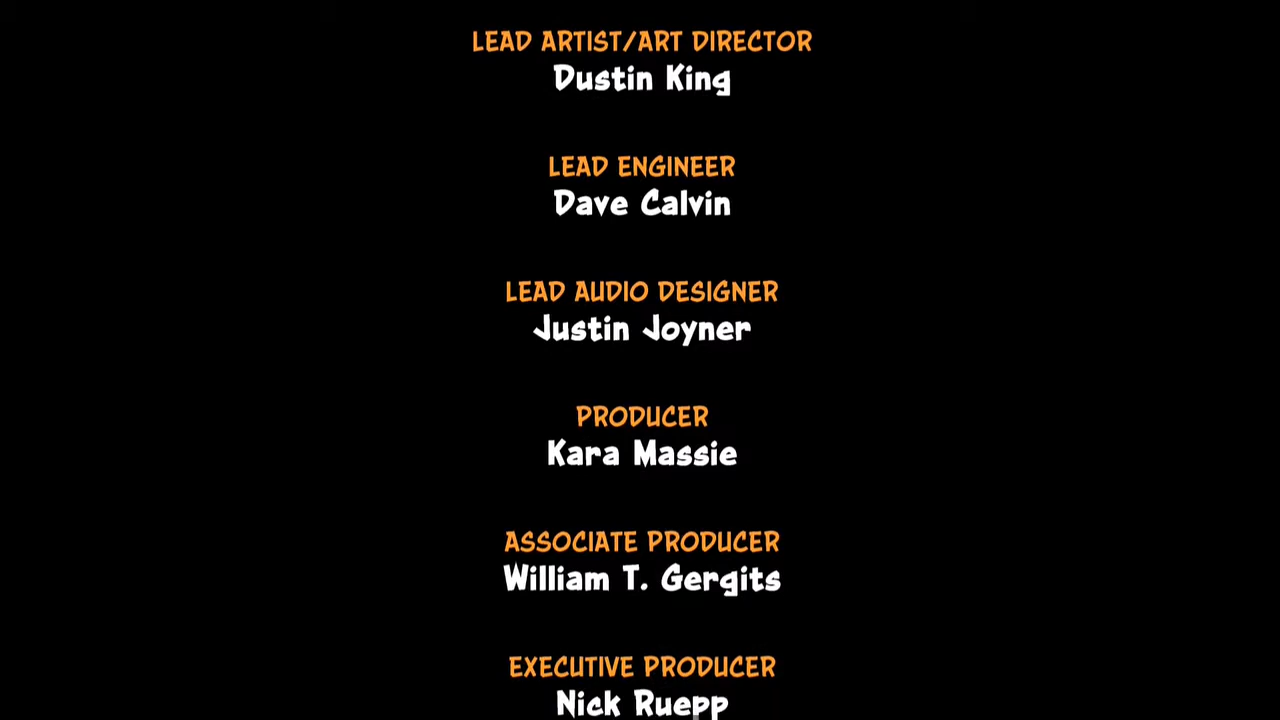 LEAD ARTIST/ART DIRECTOR
Dustin King
LEAD ENGINEER
Dave Calvin
LEAD AUDIO DESIGNER
Justin Joyner
PRODUCER
Kara Massie
ASSOCIATE PRODUCER
William T. Gergits
EXECUTIVE PRODUCER
Nick Ruepp